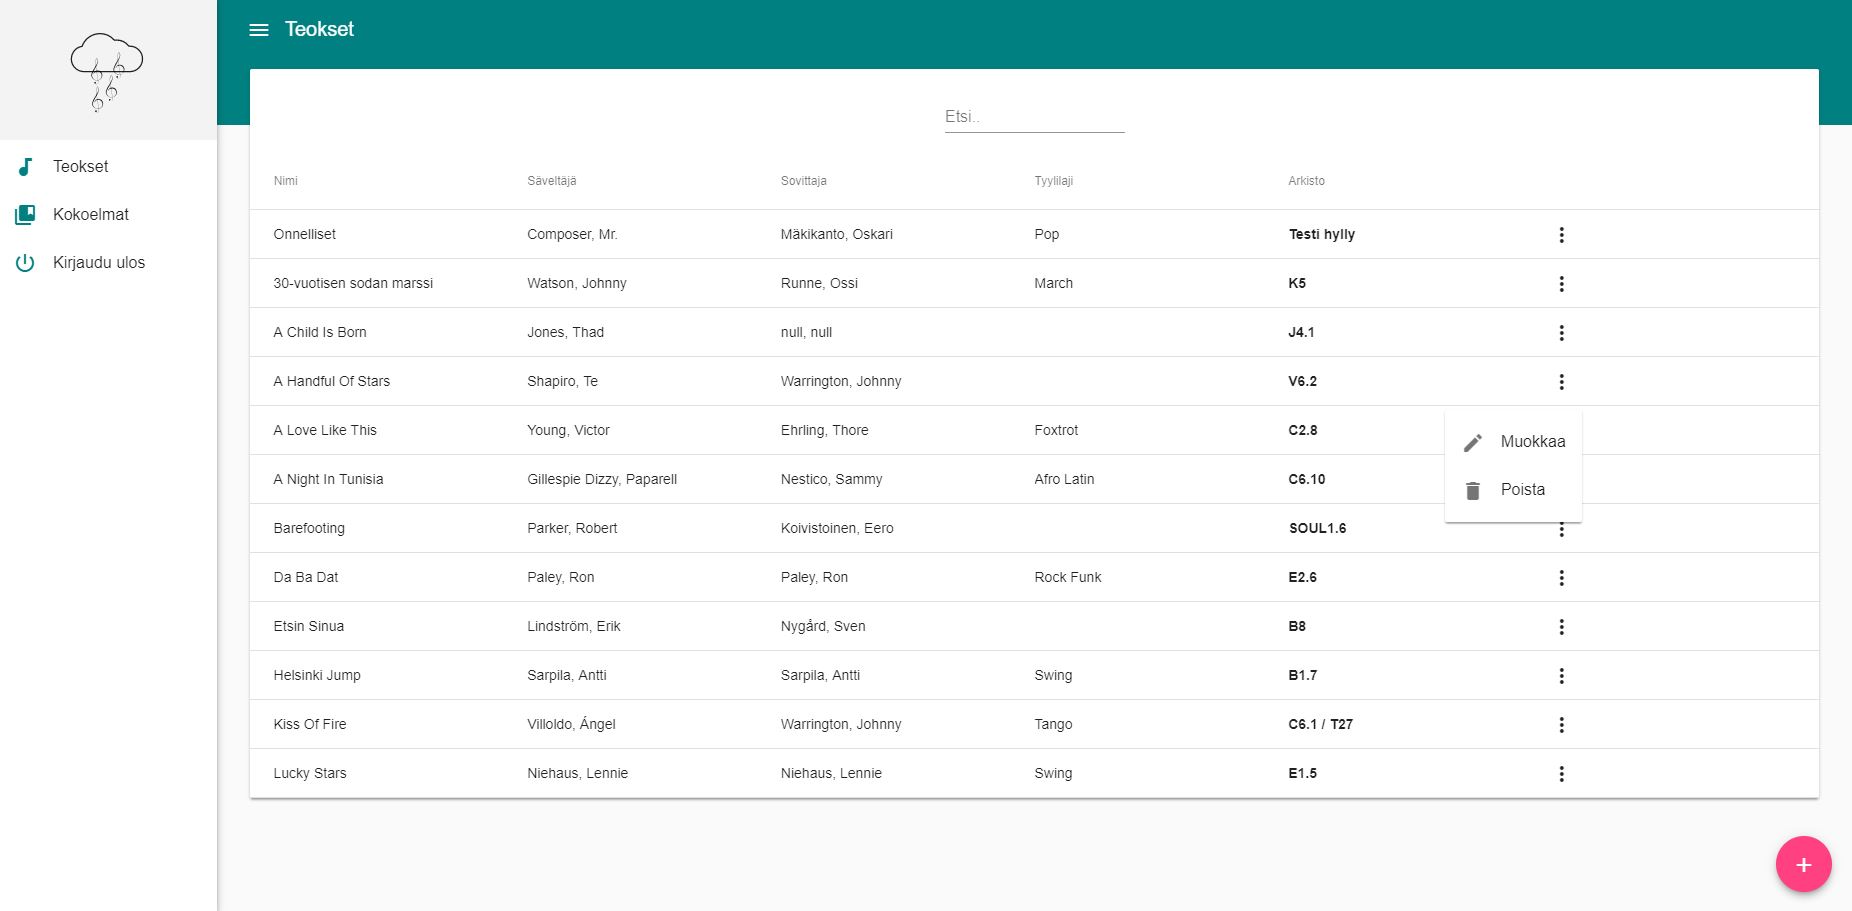 Teokset
Etsi..
Teokset
Kokoelmat
Kirjaudu ulos
Nimi Säveltäjä Sovittaja Tyylilaji Arkisto
Onnelliset Composer, Mr. Mäkikanto, Oskari Pop Testi hylly
30-vuotisen sodan marssi Watson, Johnny Runne, Ossi March K5
A Child Is Born Jones, Thad null, null J4.1
A Handful Of Stars Shapiro, Te Warrington, Johnny V6.2
A Love Like This Young, Victor Ehrling, Thore Foxtrot C2.8
Muokkaa
A Night In Tunisia Gillespie Dizzy, Paparell Nestico, Sammy Afro Latin C6.10
Poista
Barefooting Parker, Robert Koivistoinen, Eero SOUL1.6
Da Ba Dat Paley, Ron Paley, Ron Rock Funk E2.6
Etsin Sinua Lindström, Erik Nygård, Sven B8
Helsinki Jump Sarpila, Antti Sarpila, Antti Swing B1.7
Kiss Of Fire Villoldo, Ángel Warrington, Johnny Tango C6.1 / T27
Lucky Stars Niehaus, Lennie Niehaus, Lennie Swing E1.5